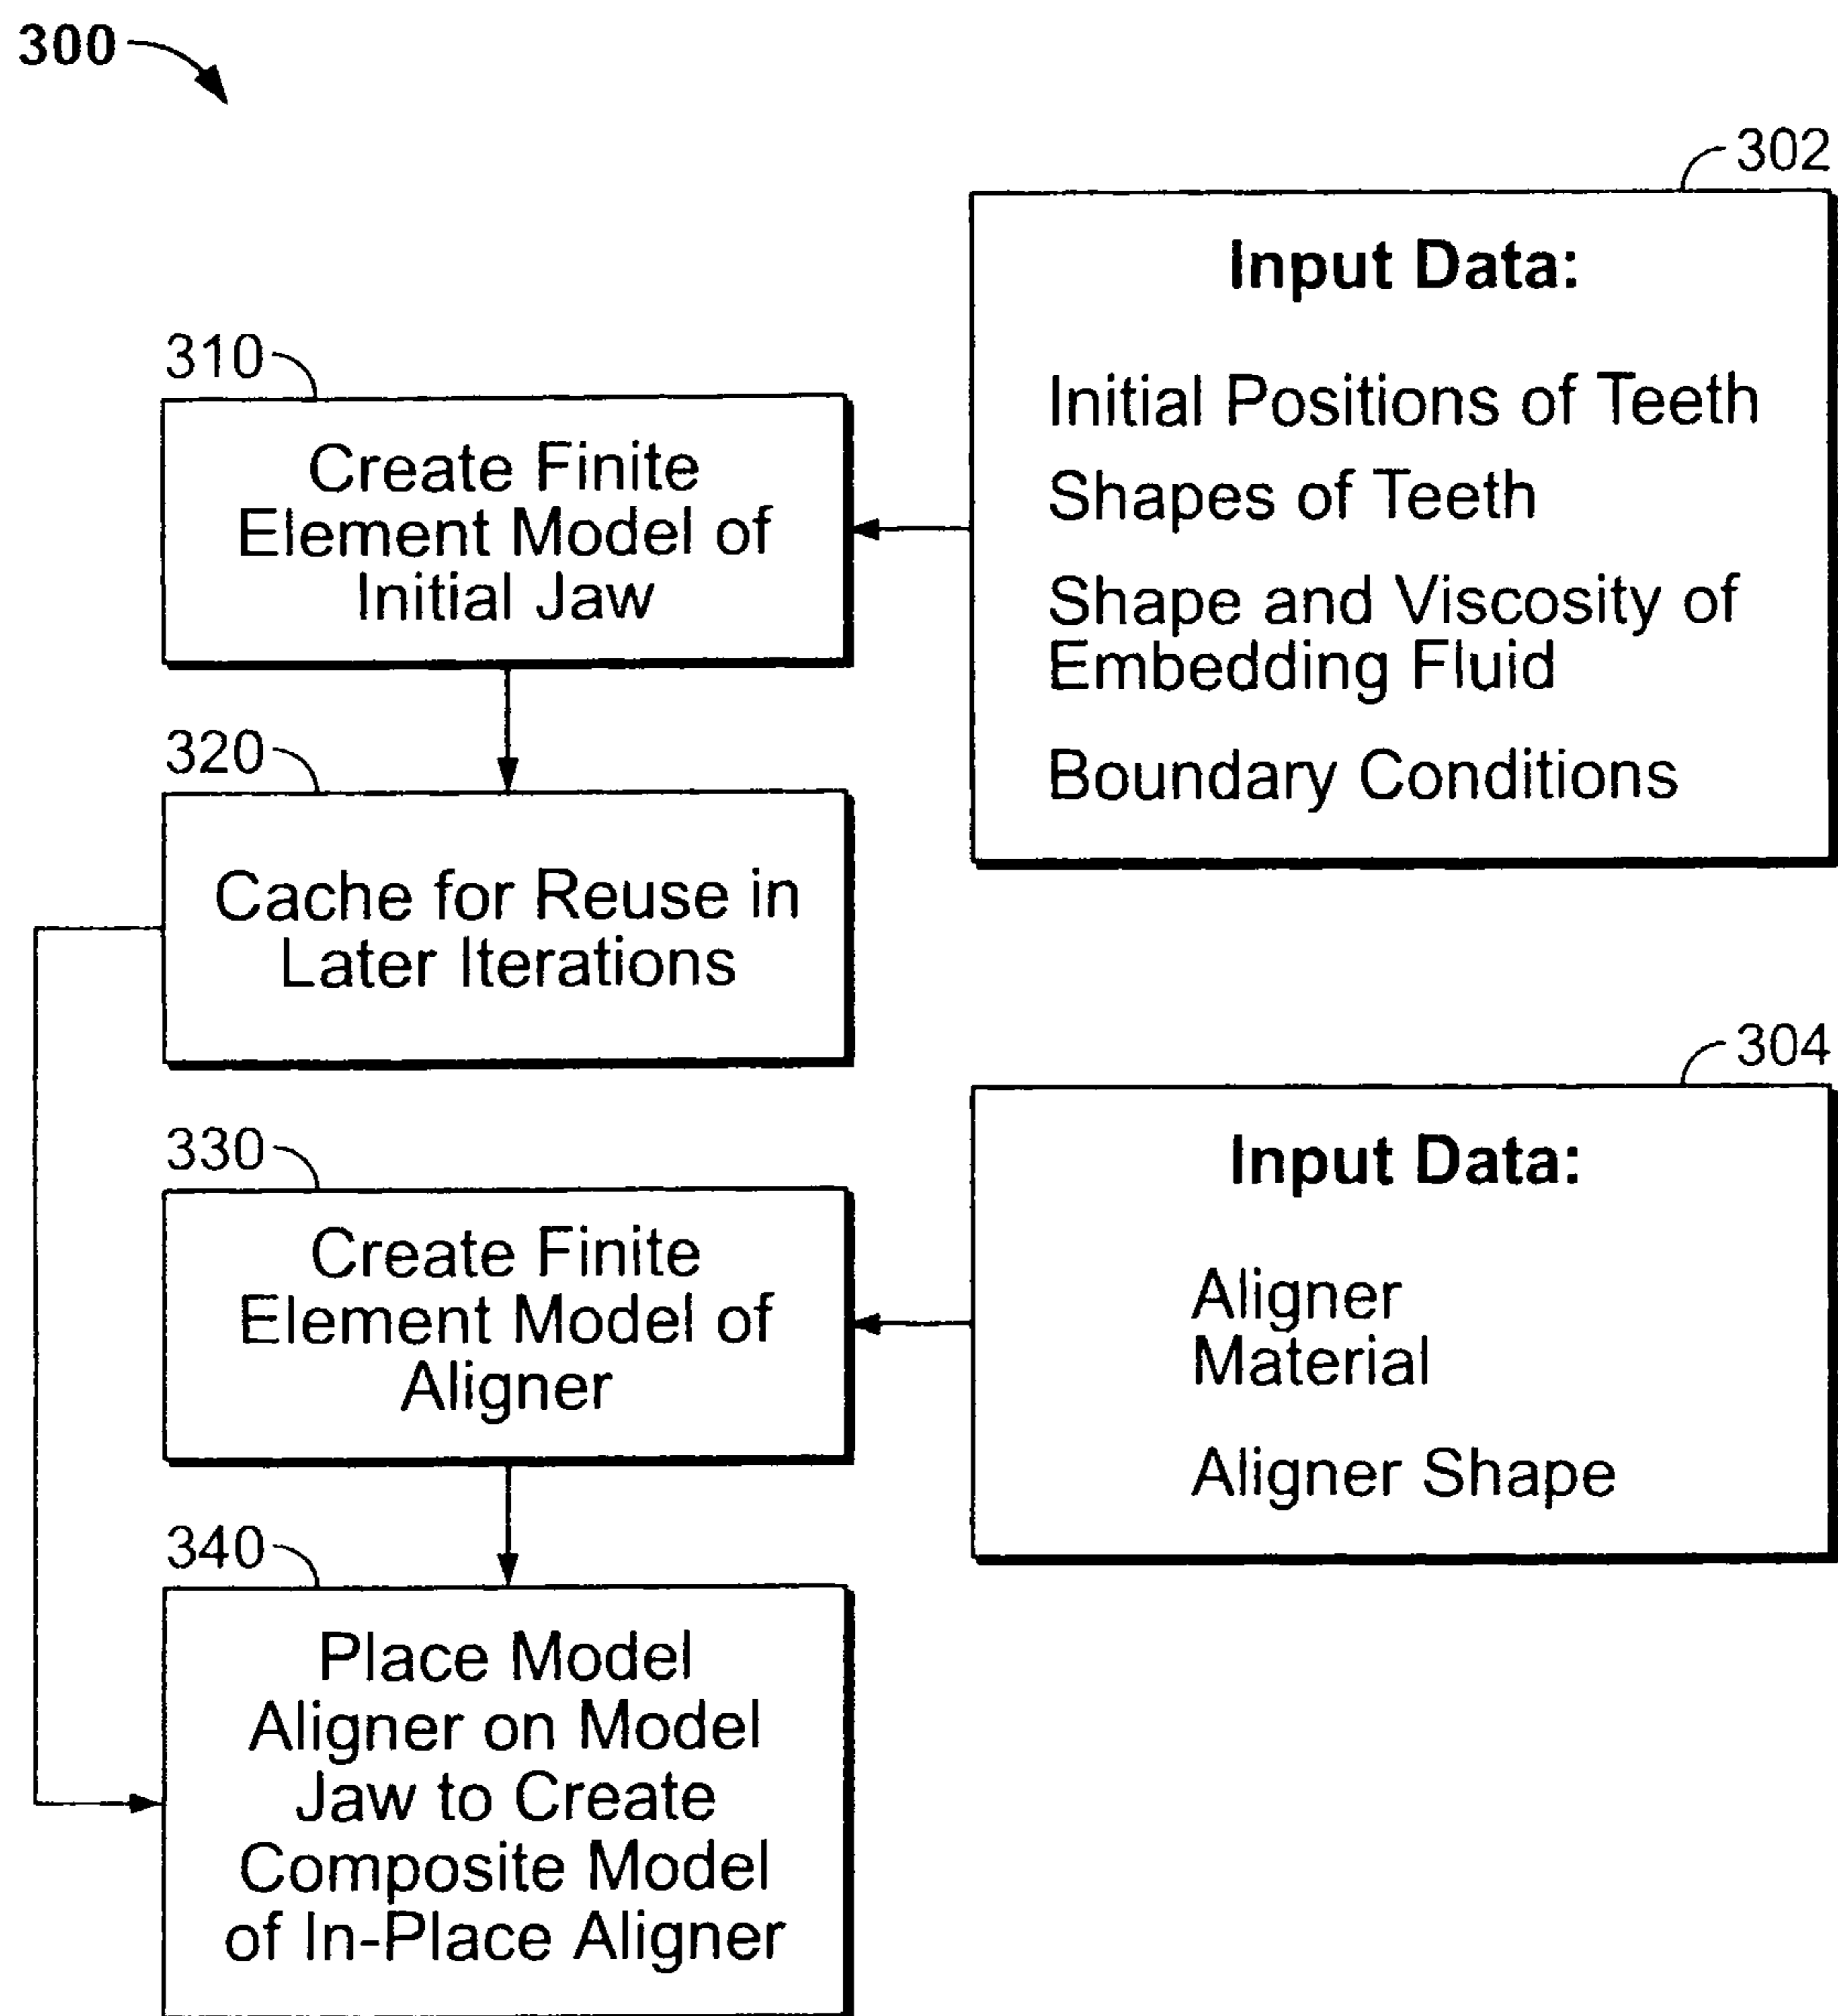 300
302
Input Data:
Initial Positions of Teeth
Shapes of Teeth
Shape and Viscosity of
Embedding Fluid
Boundary Conditions
310
Create Finite
Element Model of
Initial Jaw
320
Cache for Reuse in
Later Iterations
304
Input Data:
Aligner
Material
Aligner Shape
330
Create Finite
Element Model of
Aligner
340
Place Model
Aligner on Model
Jaw to Create
Composite Model
of In-Place Aligner